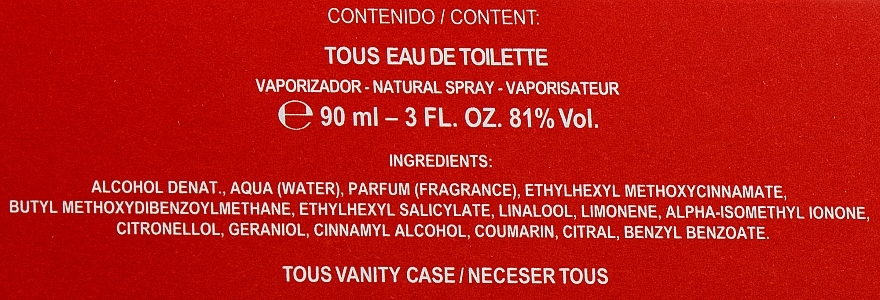 CONTENIDO / CONTENT:
TOUS EAU DE TOILETTE
VAPORIZADOR - NATURAL SPRAY - VAPORISATEUR
℮ 90 ml – 3 FL. OZ. 81% Vol.
INGREDIENTS:
ALCOHOL DENAT., AQUA (WATER), PARFUM (FRAGRANCE), ETHYLHEXYL METHOXYCINNAMATE,
BUTYL METHOXYDIBENZOYLMETHANE, ETHYLHEXYL SALICYLATE, LINALOOL, LIMONENE, ALPHA-ISOMETHYL IONONE,
CITRONELLOL, GERANIOL, CINNAMYL ALCOHOL, COUMARIN, CITRAL, BENZYL BENZOATE.
TOUS VANITY CASE / NECESER TOUS